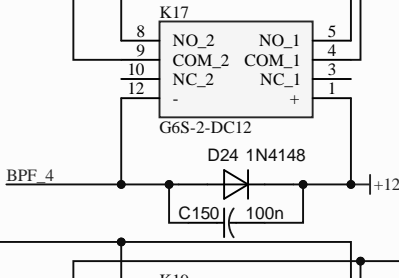 K17
8 NO_2 NO_1 5
9 COM_2 COM_1 4
10 NC_2 NC_1 3
12 - + 1
G6S-2-DC12
D24 1N4148
BPF_4
+12
C150 100n